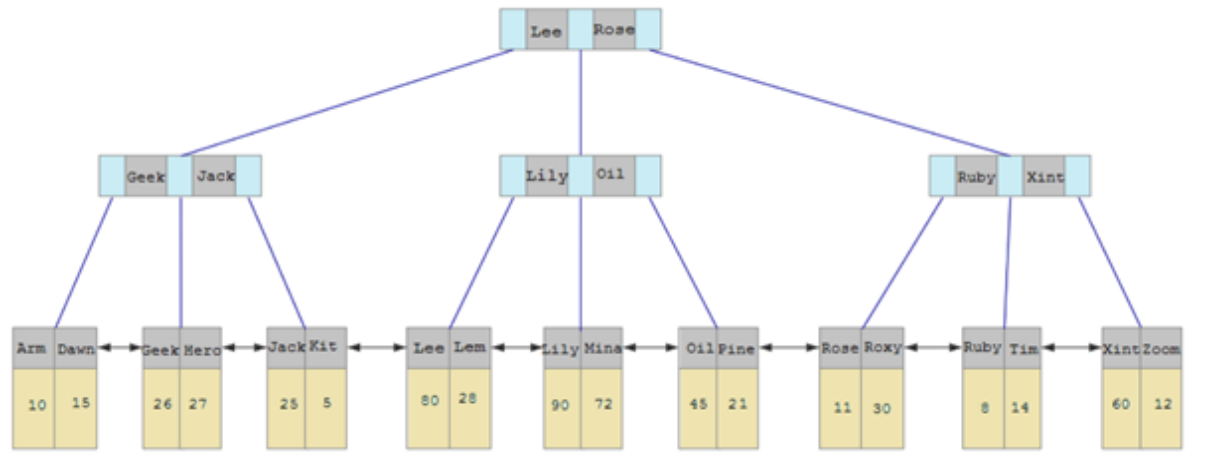 Lee Rose
Geek Jack Lily Oil Ruby Xint
Arm Dawn Geek Hero Jack Kit Lee Lem Lily Mina Oil Pine Rose Roxy Ruby Tim Xint Zoom
10 15 26 27 25 5 80 28 90 72 45 21 11 30 8 14 60 12